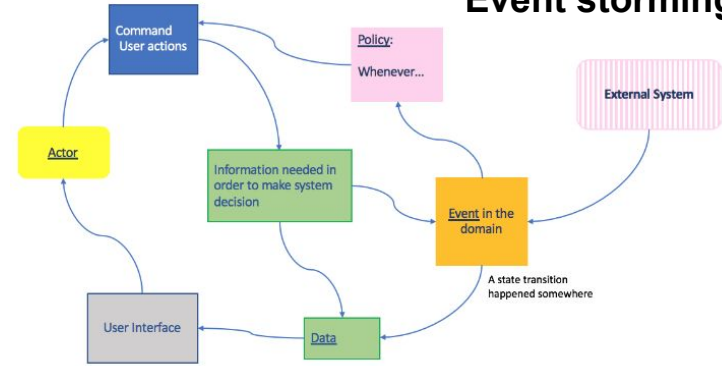 Event storming
Command
User actions
Policy:
Whenever...
External System
Actor
Information needed in
order to make system
decision
Event in the
domain
A state transition
happened somewhere
User Interface
Data